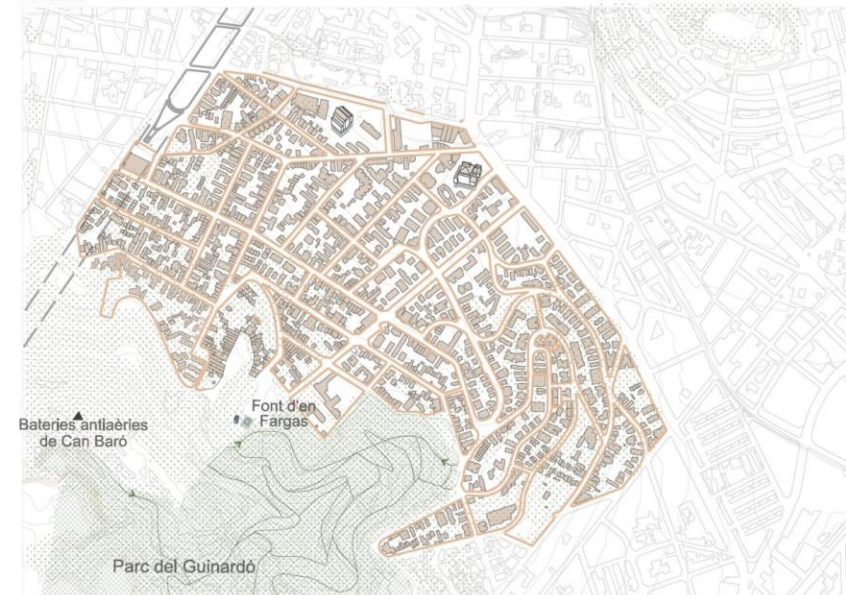 Font d'en
Fargas
Bateries antiaèries
de Can Baró
Parc del Guinardó